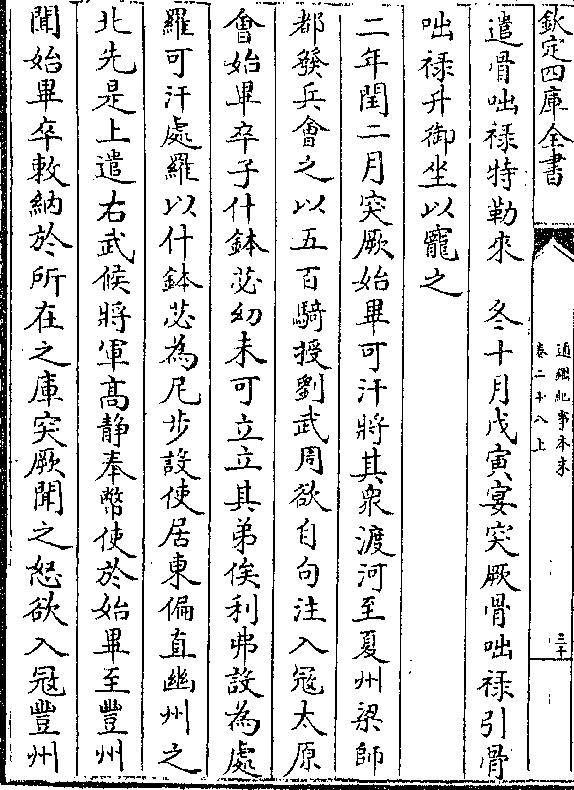 欽定四庫全書
通鑑紀事本末
卷二十八上
三十
遣骨咄祿特勒來　冬十月戊寅宴突厥骨咄祿引骨
咄祿升御坐以寵之
二年閏二月突厥始畢可汗將其衆渡河至夏州梁師
都發兵會之以五百騎授劉武周欲自句注入寇太原
會始畢卒子什鉢苾幼未可立立其弟俟利弗設為處
羅可汗處羅以什鉢苾為尼步設使居東偏直幽州之
北先是上遣右武候將軍髙静奉幣使於始畢至豐州
聞始畢卒敕納於所在之庫突厥聞之怒欲入寇豐州